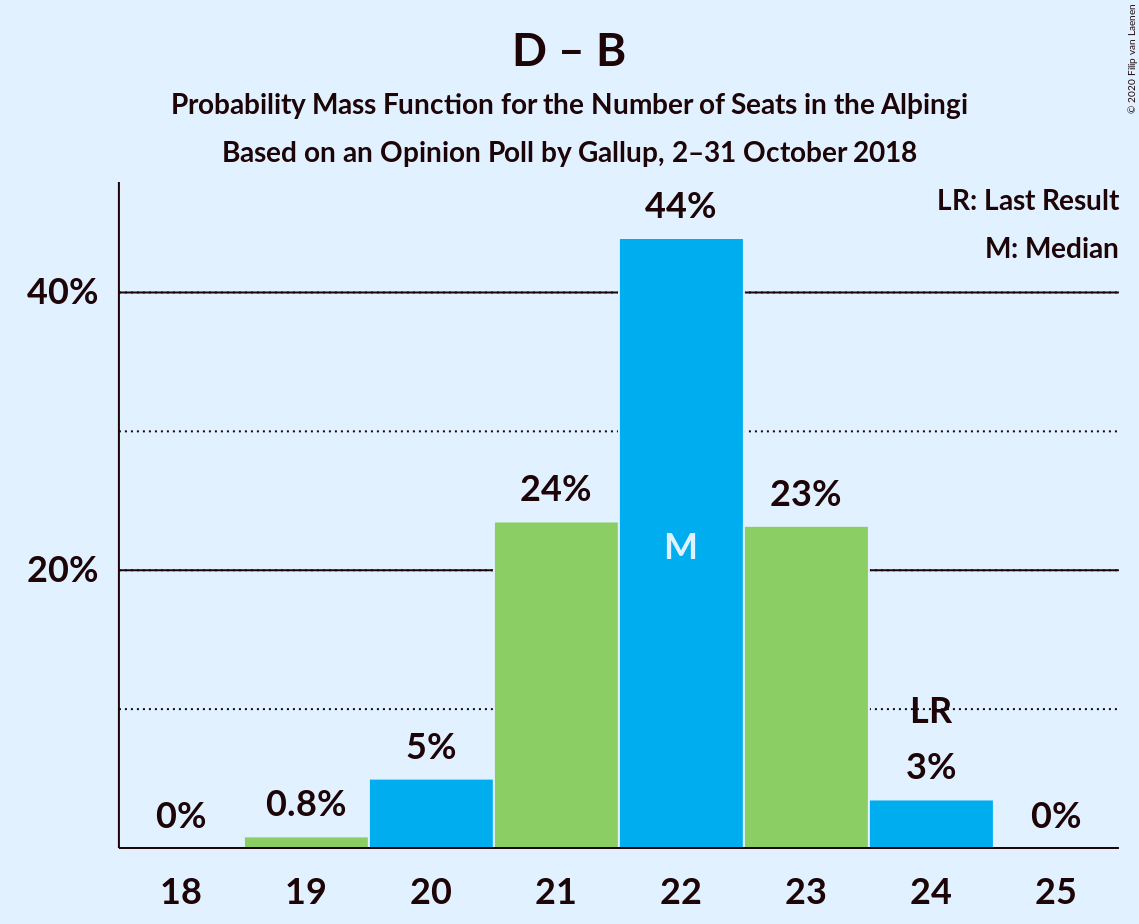 D – B
Probability Mass Function for the Number of Seats in the Alþingi
Based on an Opinion Poll by Gallup, 2–31 October 2018
© 2020 Filip van Laenen
LR: Last Result
M: Median
40%
20%
0%
0.8%
5%
24%
44%
M
23%
LR
3%
0%
18 19 20 21 22 23 24 25